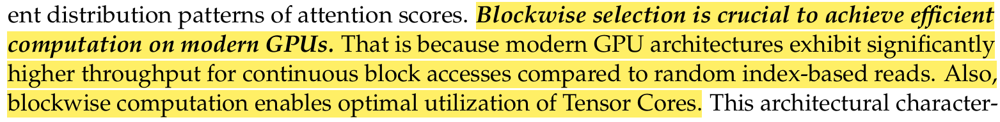 ent distribution patterns of attention scores. Blockwise selection is crucial to achieve efficient
computation on modern GPUs. That is because modern GPU architectures exhibit significantly
higher throughput for continuous block accesses compared to random index-based reads. Also,
blockwise computation enables optimal utilization of Tensor Cores. This architectural character-